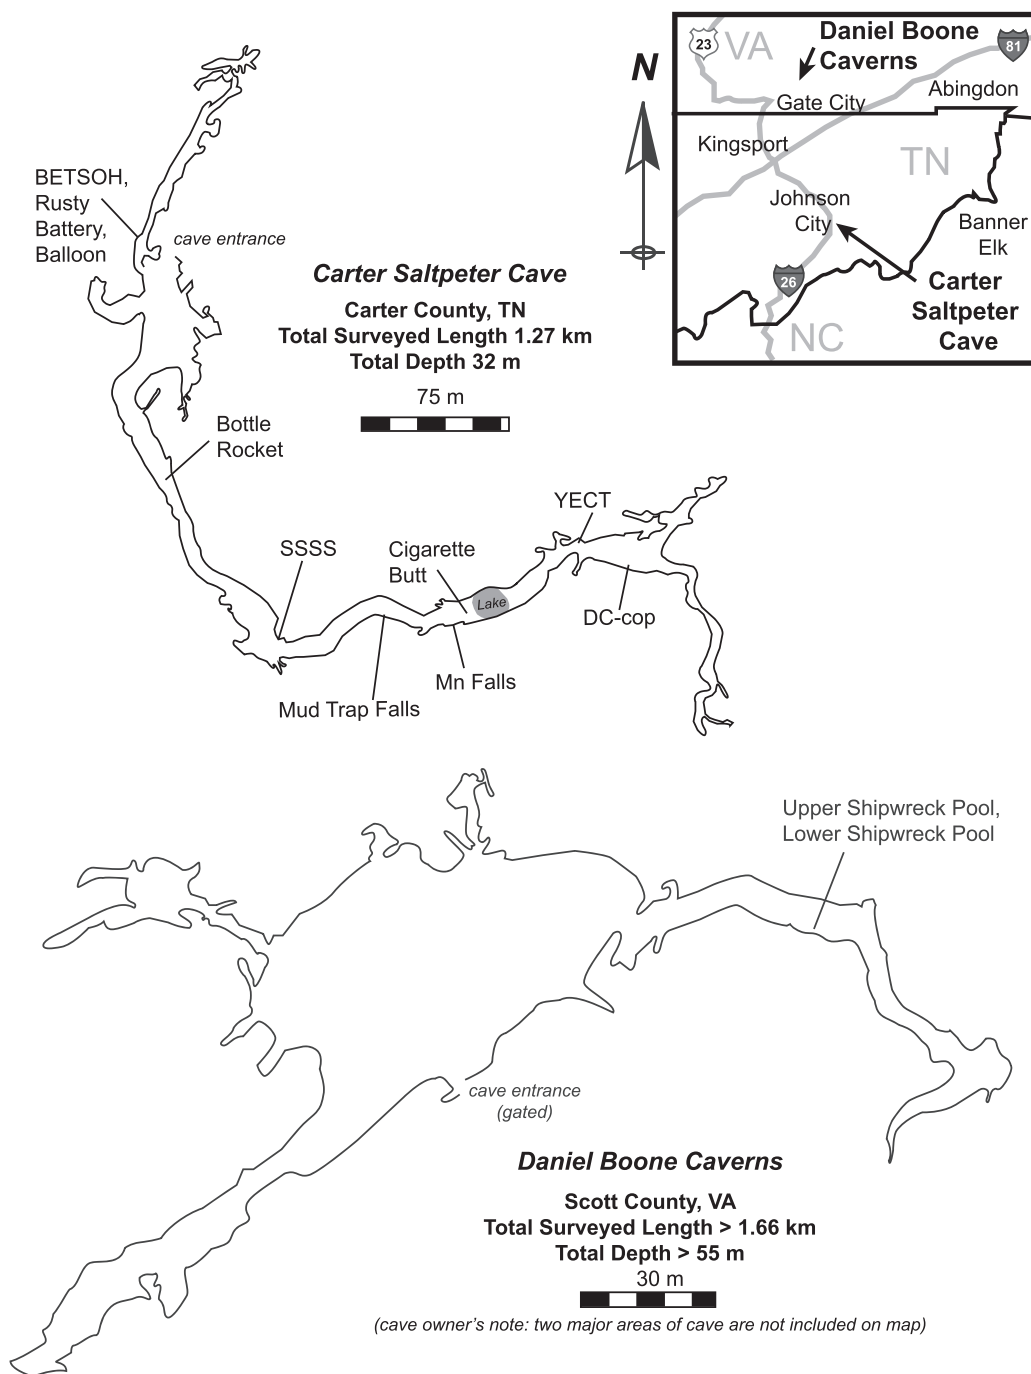 23
VA
Daniel Boone
Caverns
81
N
Abingdon
Gate City
Kingsport
TN
Johnson
City
Banner
Elk
26
NC
Carter
Saltpeter
Cave
BETSOH,
Rusty
Battery,
Balloon
cave entrance
Carter Saltpeter Cave
Carter County, TN
Total Surveyed Length 1.27 km
Total Depth 32 m
75 m
Bottle
Rocket
YECT
SSSS
Cigarette
Butt
Lake
DC-cop
Mn Falls
Mud Trap Falls
Upper Shipwreck Pool,
Lower Shipwreck Pool
cave entrance
(gated)
Daniel Boone Caverns
Scott County, VA
Total Surveyed Length > 1.66 km
Total Depth > 55 m
30 m
(cave owner's note: two major areas of cave are not included on map)